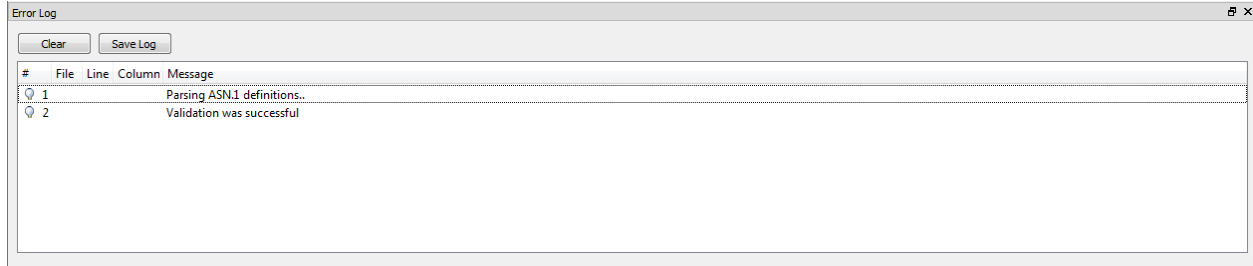 Error Log
Clear Save Log
# File Line Column Message
1 Parsing ASN.1 definitions..
2 Validation was successful